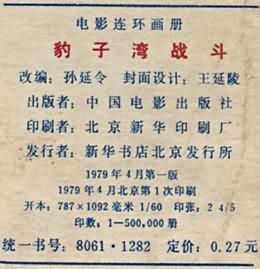 电影连环画册
豹子湾战斗
改编：孙延令 封面设计：王延陵
出版者：中国电影出版社
印刷者：北京新华印刷厂
发行者：新华书店北京发行所
1979年4月第一版
1979年4月北京第1次印刷
开本：787×1092毫米 1/60 印张：2 4/5
印数：1—500,000册
统一书号：8061·1282 定价：0.27元